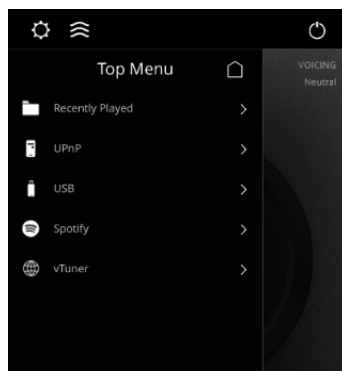 Top Menu
VOICING
Neutral
Recently Played
UPnP
USB
Spotify
vTuner